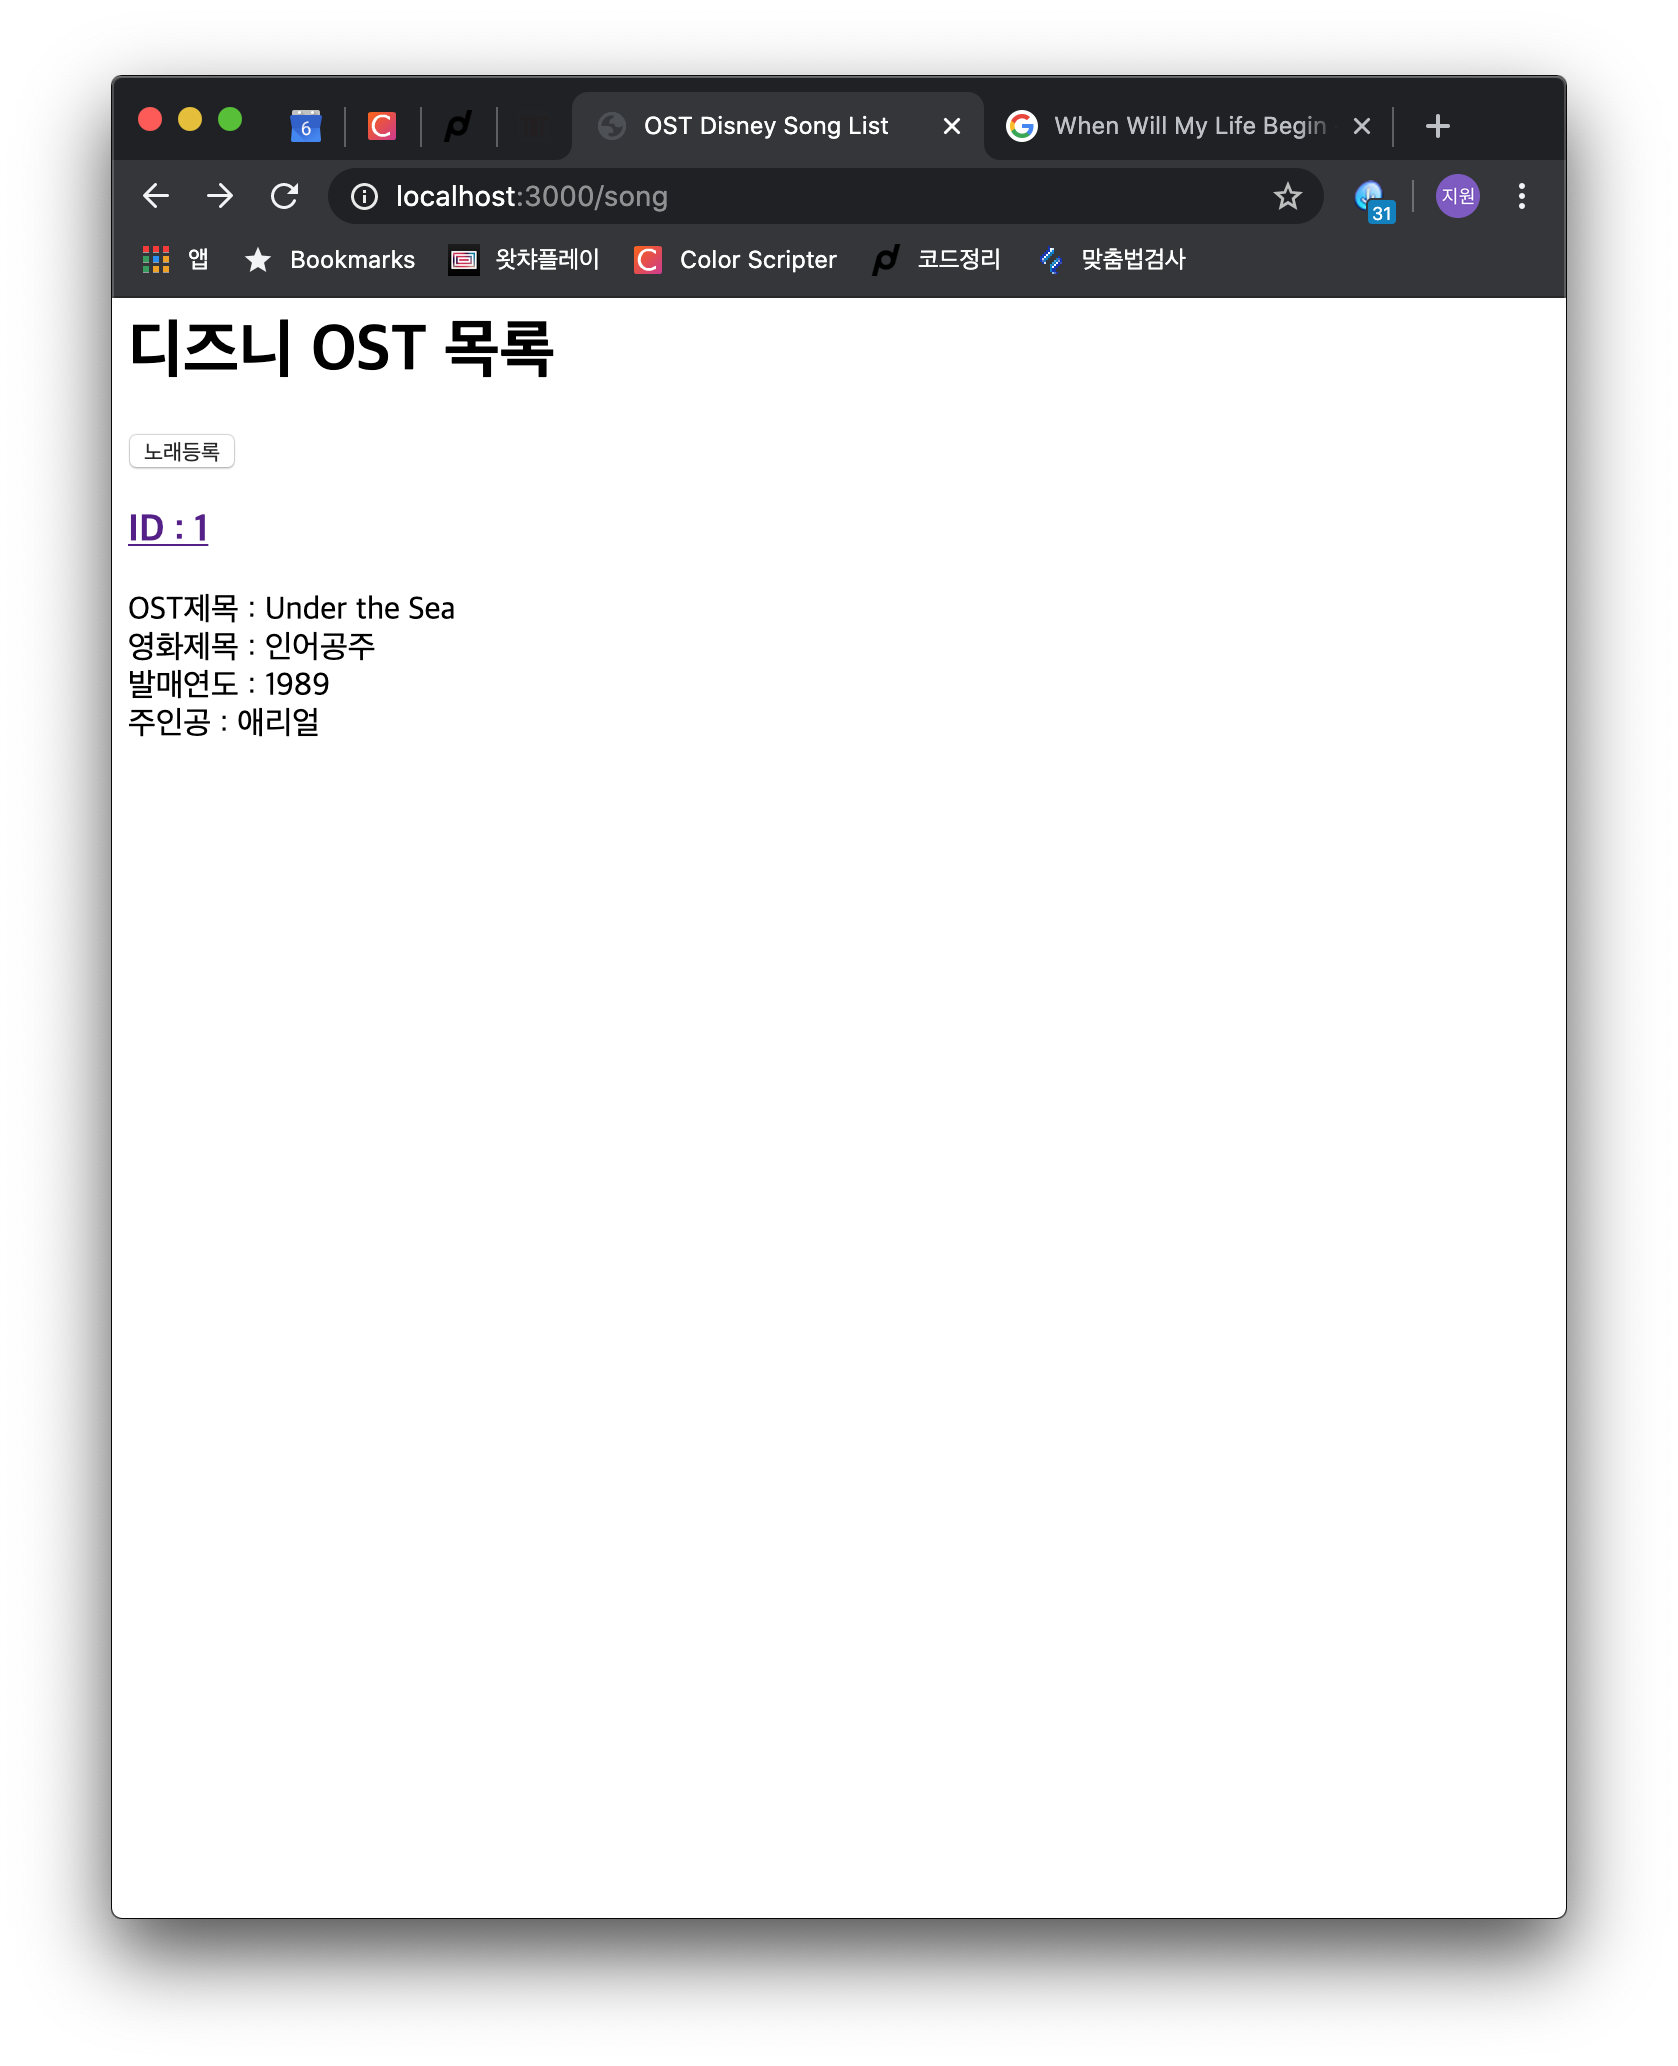 6
C
OST Disney Song List
When Will My Life Begin
localhost:3000/song
31
지원
앱
Bookmarks
왓챠플레이
C
Color Scripter
코드정리
맞춤법검사
디즈니 OST 목록
노래등록
ID : 1
OST제목 : Under the Sea
영화제목 : 인어공주
발매연도 : 1989
주인공 : 애리얼